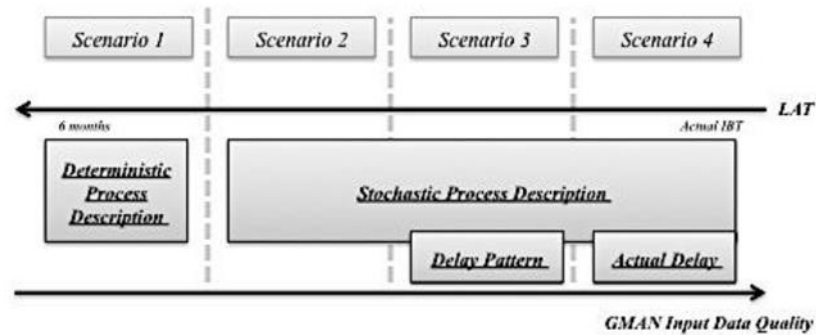 Scenario 1
Scenario 2
Scenario 3
Scenario 4
LAT
6 months
Actual IBT
Deterministic
Process
Description
Stochastic Process Description
Delay Pattern
Actual Delay
GMAN Input Data Quality